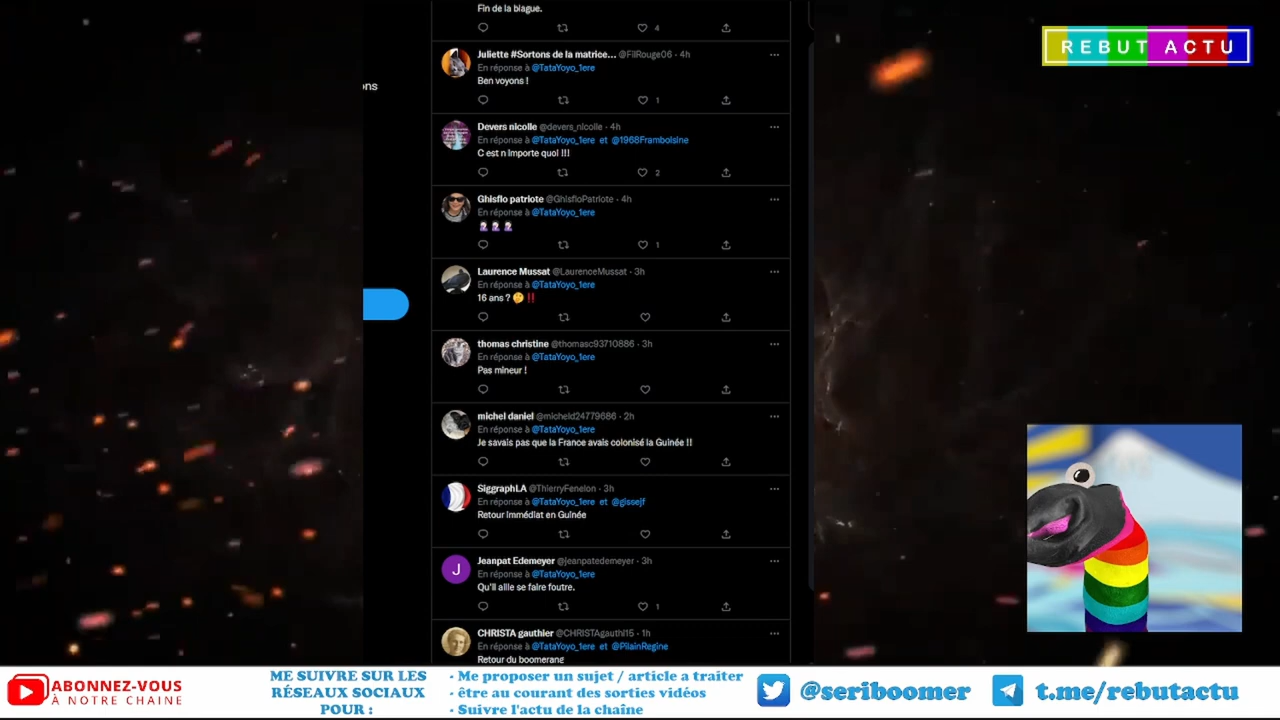 Fin de la blague.
4
REBUT ACTU
ons
Juliette #Sortons de la matrice... @FilRouge06 · 4h
En réponse à @TataYoyo_1ere
Ben voyons !
1
Devers nicolle @devers_nicolle · 4h
En réponse à @TataYoyo_1ere et @1968Framboisine
C est n importe quoi !!!
2
Ghisflo patriote @GhisfloPatriote · 4h
En réponse à @TataYoyo_1ere
1
Laurence Mussat @LaurenceMussat · 3h
En réponse à @TataYoyo_1ere
16 ans ? 🤔 ‼️
thomas christine @thomasc93710886 · 3h
En réponse à @TataYoyo_1ere
Pas mineur !
michel daniel @micheld24779686 · 2h
En réponse à @TataYoyo_1ere
Je savais pas que la France avais colonisé la Guinée !!
SiggraphLA @ThierryFenelon · 3h
En réponse à @TataYoyo_1ere et @gissejf
Retour immédiat en Guinée
J
Jeanpat Edemeyer @jeanpatedemeyer · 3h
En réponse à @TataYoyo_1ere
Qu'il aille se faire foutre.
1
CHRISTA gauthier @CHRISTAgauthi15 · 1h
En réponse à @TataYoyo_1ere et @PilainRegine
Retour du boomerang
ABONNEZ-VOUS
À NOTRE CHAINE
ME SUIVRE SUR LES
RÉSEAUX SOCIAUX
POUR :
· Me proposer un sujet / article a traiter
· être au courant des sorties vidéos
· Suivre l'actu de la chaîne
@seriboomer
t.me/rebutactu